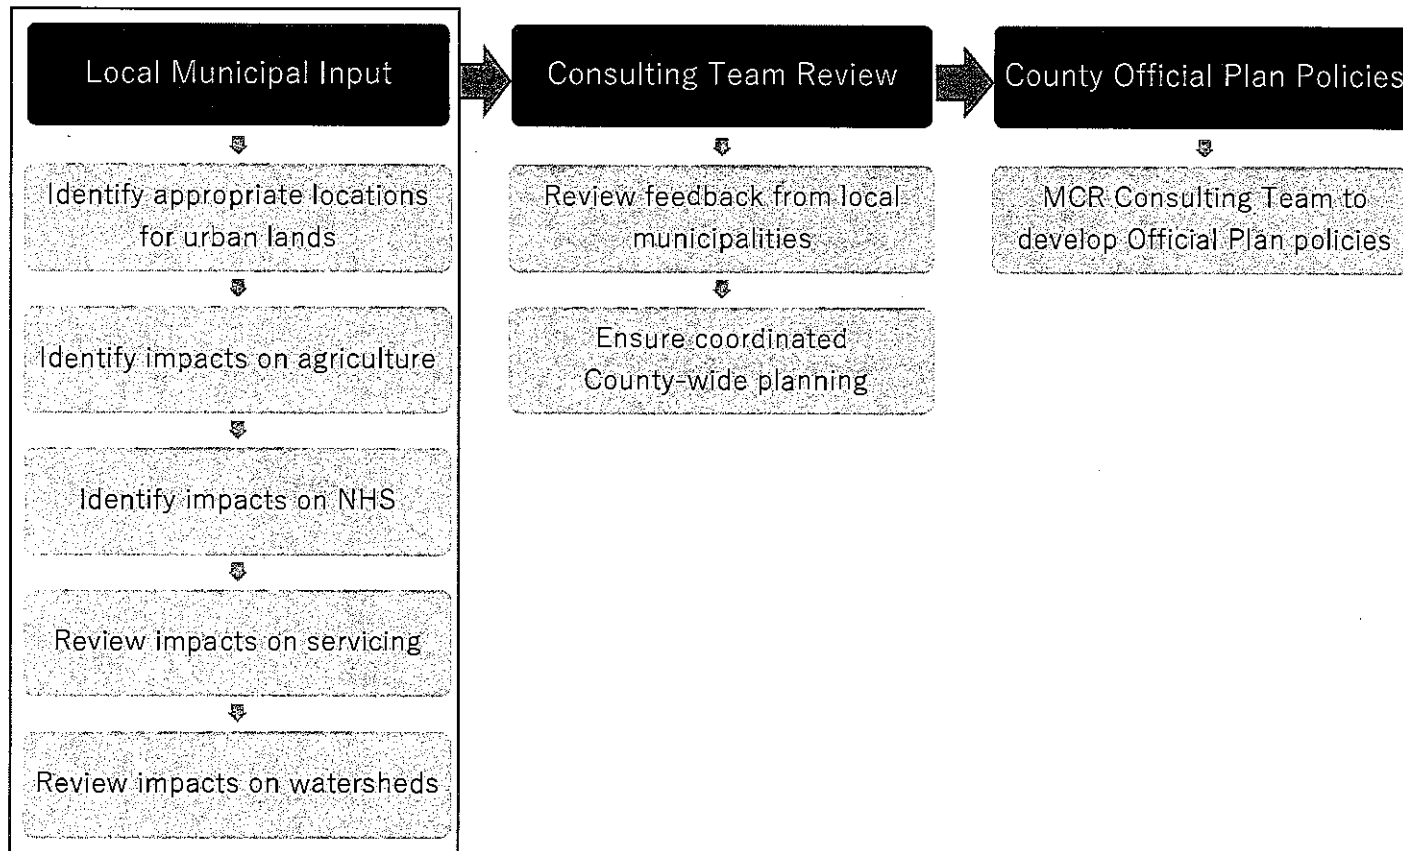 Local Municipal Input
Identify appropriate locations
for urban lands
Identify impacts on agriculture
Identify impacts on NHS
Review impacts on servicing
Review impacts on watersheds
Consulting Team Review
Review feedback from local
municipalities
Ensure coordinated
County-wide planning
County Official Plan Policies
MCR Consulting Team to
develop Official Plan policies